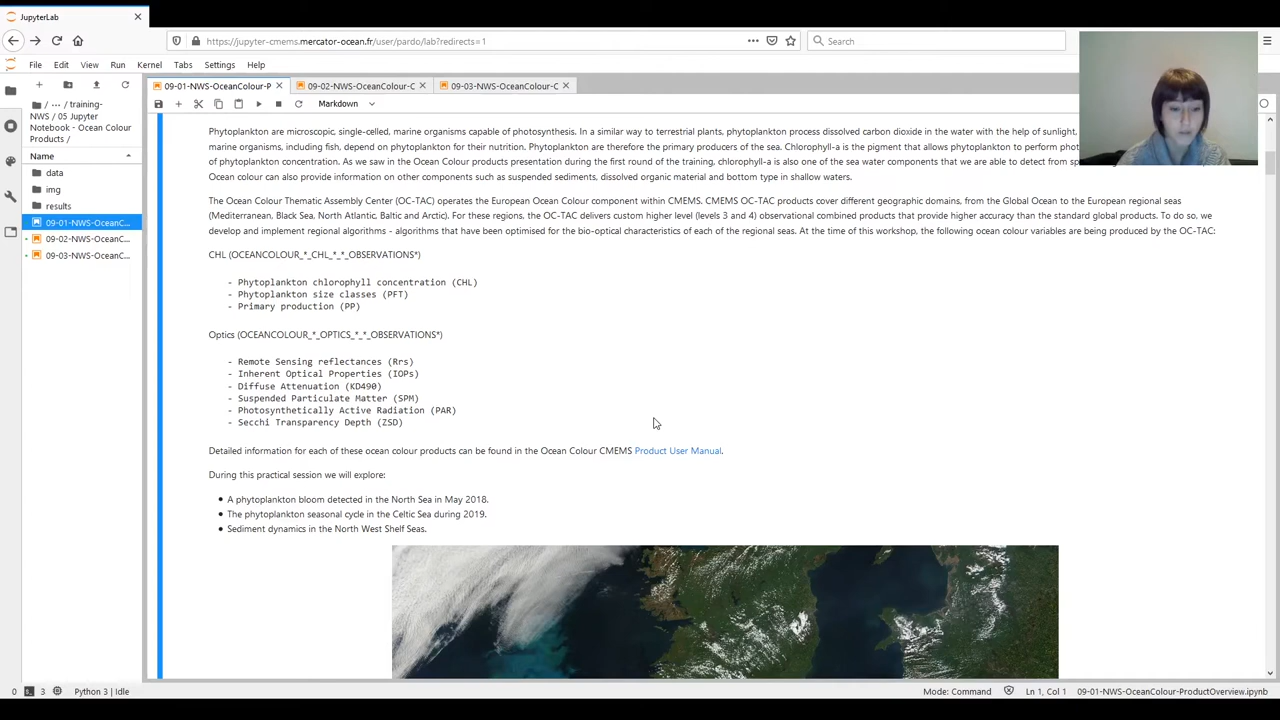 JupyterLab
https://jupyter-cmems.mercator-ocean.fr/user/pardo/lab?redirects=1
Search
File Edit View Run Kernel Tabs Settings Help
09-01-NWS-OceanColour-P
09-02-NWS-OceanColour-C
09-03-NWS-OceanColour-C
Markdown
/ ··· / training-
NWS / 05 Jupyter
Notebook - Ocean Colour
Products /
Name
data
img
results
09-01-NWS-OceanC...
09-02-NWS-OceanC...
09-03-NWS-OceanC...
Phytoplankton are microscopic, single-celled, marine organisms capable of photosynthesis. In a similar way to terrestrial plants, phytoplankton process dissolved carbon dioxide in the water with the help of sunlight,
marine organisms, including fish, depend on phytoplankton for their nutrition. Phytoplankton are therefore the primary producers of the sea. Chlorophyll-a is the pigment that allows phytoplankton to perform
of phytoplankton concentration. As we saw in the Ocean Colour products presentation during the first round of the training, chlorophyll-a is also one of the sea water components that we are able to detect from
Ocean colour can also provide information on other components such as suspended sediments, dissolved organic material and bottom type in shallow waters.
The Ocean Colour Thematic Assembly Center (OC-TAC) operates the European Ocean Colour component within CMEMS. CMEMS OC-TAC products cover different geographic domains, from the Global Ocean to the European regional seas
(Mediterranean, Black Sea, North Atlantic, Baltic and Arctic). For these regions, the OC-TAC delivers custom higher level (levels 3 and 4) observational combined products that provide higher accuracy than the standard global products. To do so, we
develop and implement regional algorithms - algorithms that have been optimised for the bio-optical characteristics of each of the regional seas. At the time of this workshop, the following ocean colour variables are being produced by the OC-TAC:
CHL (OCEANCOLOUR_*_CHL_*_*_OBSERVATIONS*)
- Phytoplankton chlorophyll concentration (CHL)
- Phytoplankton size classes (PFT)
- Primary production (PP)
Optics (OCEANCOLOUR_*_OPTICS_*_*_OBSERVATIONS*)
- Remote Sensing reflectances (Rrs)
- Inherent Optical Properties (IOPs)
- Diffuse Attenuation (KD490)
- Suspended Particulate Matter (SPM)
- Photosynthetically Active Radiation (PAR)
- Secchi Transparency Depth (ZSD)
Detailed information for each of these ocean colour products can be found in the Ocean Colour CMEMS Product User Manual.
During this practical session we will explore:
• A phytoplankton bloom detected in the North Sea in May 2018.
• The phytoplankton seasonal cycle in the Celtic Sea during 2019.
• Sediment dynamics in the North West Shelf Seas.
0 3 Python 3 | Idle
Mode: Command
Ln 1, Col 1
09-01-NWS-OceanColour-ProductOverview.ipynb